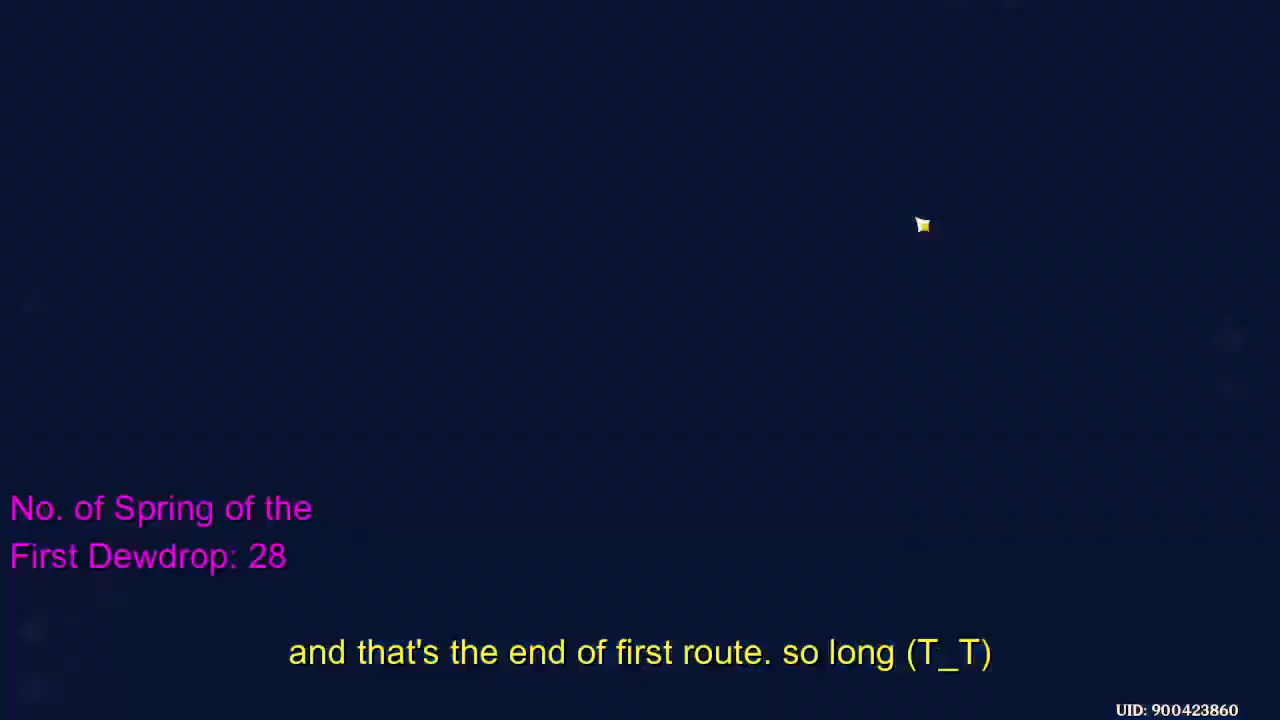 No. of Spring of the
First Dewdrop: 28
and that's the end of first route. so long (T_T)
UID: 900423860